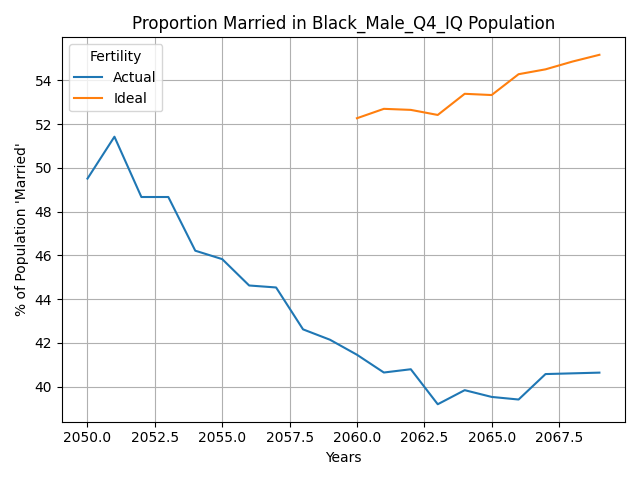 Proportion Married in Black_Male_Q4_IQ Population
Fertility
Actual
Ideal
% of Population 'Married'
54
52
50
48
46
44
42
40
2050.0 2052.5 2055.0 2057.5 2060.0 2062.5 2065.0 2067.5
Years